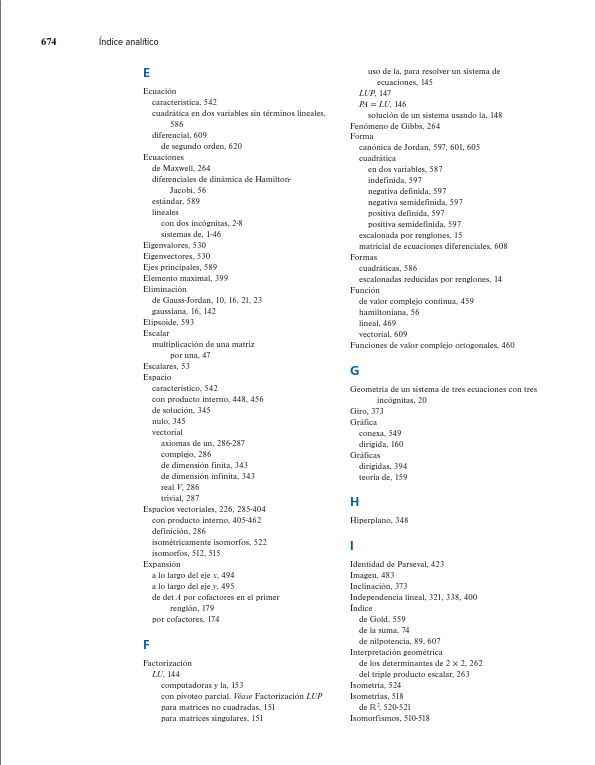 674 Índice analítico
E
Ecuación
característica, 542
cuadrática en dos variables sin términos lineales,
586
diferencial, 609
de segundo orden, 620
Ecuaciones
de Maxwell, 264
diferenciales de dinámica de Hamilton-
Jacobi, 56
estándar, 589
lineales
con dos incógnitas, 2-8
sistemas de, 1-46
Eigenvalores, 530
Eigenvectores, 530
Ejes principales, 589
Elemento maximal, 399
Eliminación
de Gauss-Jordan, 10, 16, 21, 23
gaussiana, 16, 142
Elipsoide, 593
Escalar
multiplicación de una matriz
por una, 47
Escalares, 53
Espacio
característico, 542
con producto interno, 448, 456
de solución, 345
nulo, 345
vectorial
axiomas de un, 286-287
complejo, 286
de dimensión finita, 343
de dimensión infinita, 343
real V, 286
trivial, 287
Espacios vectoriales, 226, 285-404
con producto interno, 405-462
definición, 286
isométricamente isomorfos, 522
isomorfos, 512, 515
Expansión
a lo largo del eje x, 494
a lo largo del eje y, 495
de det A por cofactores en el primer
renglón, 179
por cofactores, 174
F
Factorización
LU, 144
computadoras y la, 153
con pivoteo parcial. Véase Factorización LUP
para matrices no cuadradas, 151
para matrices singulares, 151
uso de la, para resolver un sistema de
ecuaciones, 145
LUP, 147
PA = LU, 146
solución de un sistema usando la, 148
Fenómeno de Gibbs, 264
Forma
canónica de Jordan, 597, 601, 605
cuadrática
en dos variables, 587
indefinida, 597
negativa definida, 597
negativa semidefinida, 597
positiva definida, 597
positiva semidefinida, 597
escalonada por renglones, 15
matricial de ecuaciones diferenciales, 608
Formas
cuadráticas, 586
escalonadas reducidas por renglones, 14
Función
de valor complejo continua, 459
hamiltoniana, 56
lineal, 469
vectorial, 609
Funciones de valor complejo ortogonales, 460
G
Geometría de un sistema de tres ecuaciones con tres
incógnitas, 20
Giro, 373
Gráfica
conexa, 549
dirigida, 160
Gráficas
dirigidas, 394
teoría de, 159
H
Hiperplano, 348
I
Identidad de Parseval, 423
Imagen, 483
Inclinación, 373
Independencia lineal, 321, 338, 400
Índice
de Gold, 559
de la suma, 74
de nilpotencia, 89, 607
Interpretación geométrica
de los determinantes de 2 × 2, 262
del triple producto escalar, 263
Isometría, 524
Isometrías, 518
de ℝ², 520-521
Isomorfismos, 510-518